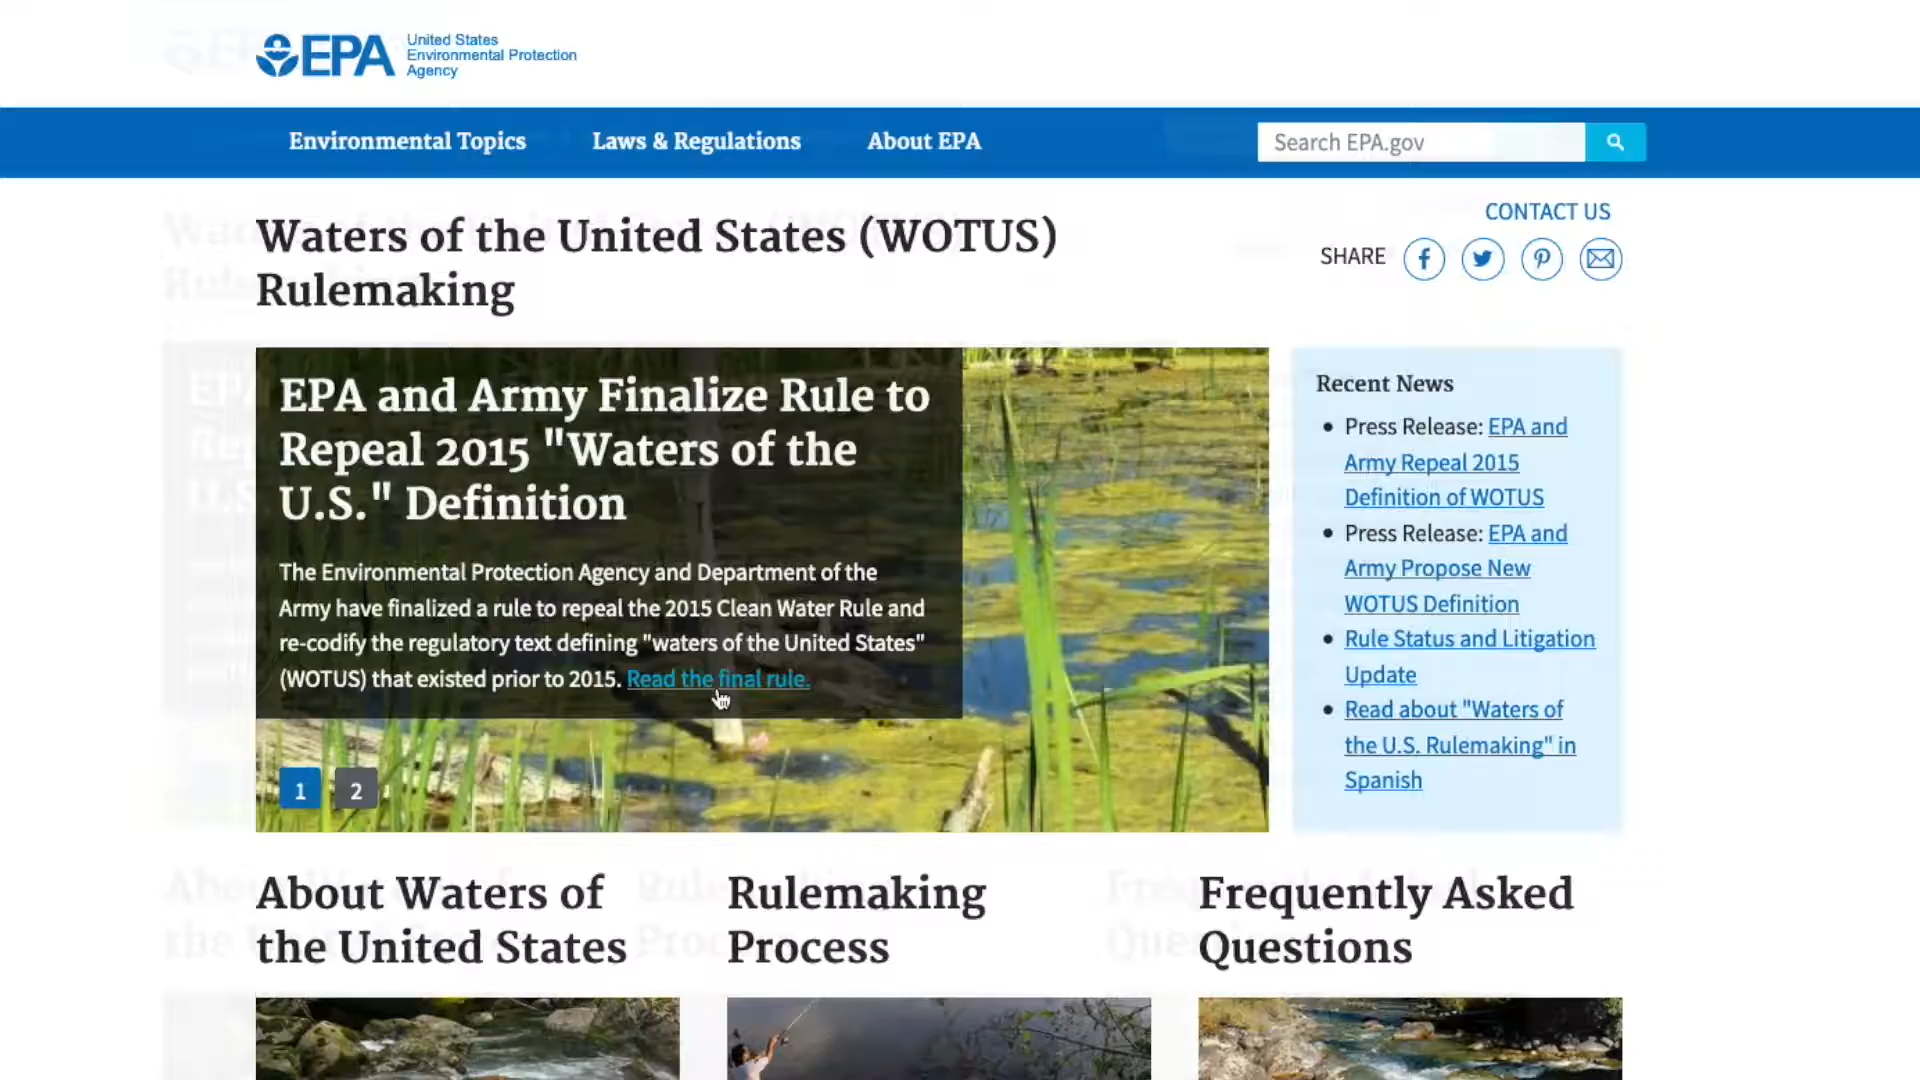 EPA
United States
Environmental Protection
Agency
Environmental Topics
Laws & Regulations
About EPA
Search EPA.gov
CONTACT US
SHARE
Waters of the United States (WOTUS)
Rulemaking
EPA and Army Finalize Rule to
Repeal 2015 "Waters of the
U.S." Definition
The Environmental Protection Agency and Department of the
Army have finalized a rule to repeal the 2015 Clean Water Rule and
re-codify the regulatory text defining "waters of the United States"
(WOTUS) that existed prior to 2015. Read the final rule.
1
2
Recent News
• Press Release: EPA and
Army Repeal 2015
Definition of WOTUS
• Press Release: EPA and
Army Propose New
WOTUS Definition
• Rule Status and Litigation
Update
• Read about "Waters of
the U.S. Rulemaking" in
Spanish
About Waters of
the United States
Rulemaking
Process
Frequently Asked
Questions